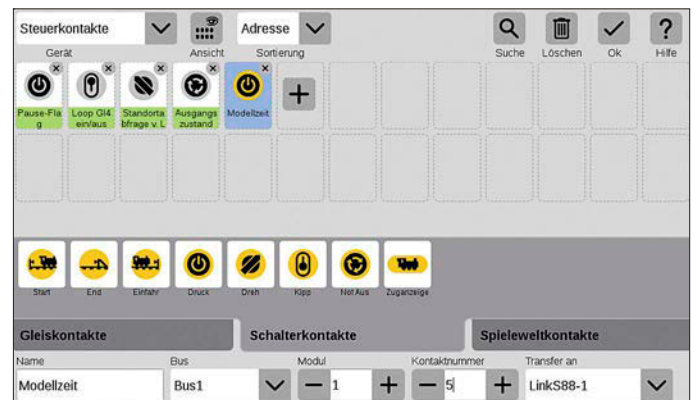 Steuerkontakte
Adresse
Gerät
Ansicht
Sortierung
Suche
Löschen
Ok
?
Hilfe
Pause-Fla
g
Loop Gl4
ein/aus
Standorta
bfrage v. L
Ausgangs
zustand
Modellzeit
+
Start
End
Einfahr
Druck
Dreh
Kipp
Not Aus
Zuganzeige
Gleiskontakte
Schalterkontakte
Spieleweltkontakte
Name
Bus
Modul
Kontaktnummer
Transfer an
Modellzeit
Bus1
− 1 +
− 5 +
LinkS88-1